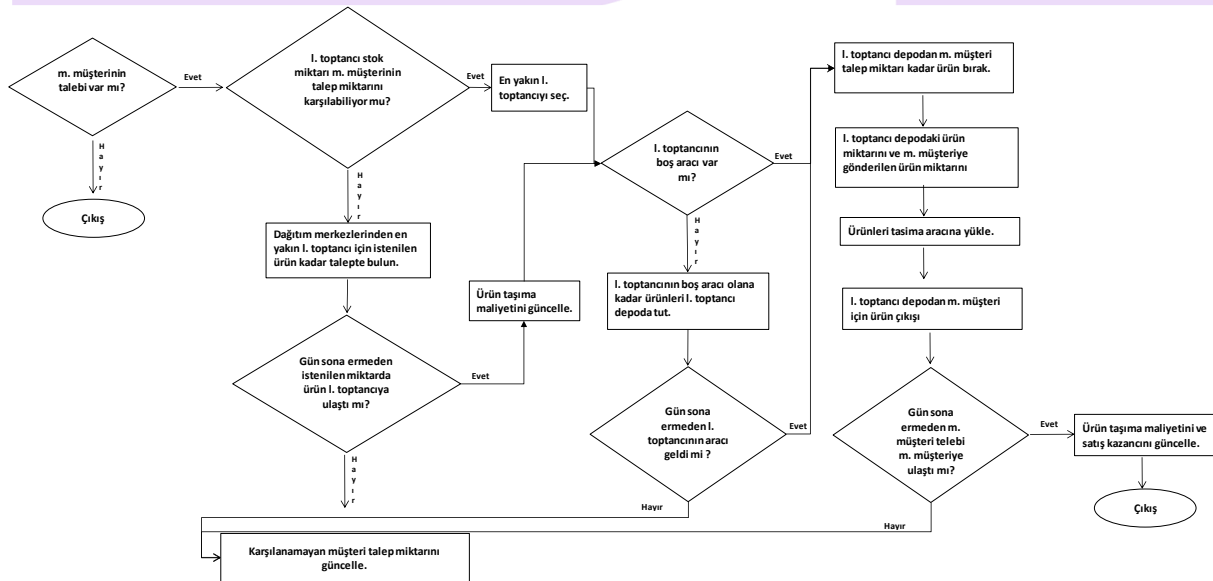 m. müşterinin
talebi var mı?
Evet
Hayır
Çıkış
l. toptancı stok
miktarı m. müşterinin
talep miktarını
karşılabiliyor mu?
Evet
Hayır
En yakın l.
toptancıyı seç.
Dağıtım merkezlerinden en
yakın l. toptancı için istenilen
ürün kadar talepte bulun.
Gün sona ermeden
istenilen miktarda
ürün l. toptancıya
ulaştı mı?
Evet
Hayır
Ürün taşıma
maliyetini güncelle.
l. toptancının
boş aracı var
mı?
Evet
Hayır
l. toptancının boş aracı olana
kadar ürünleri l. toptancı
depoda tut.
Gün sona
ermeden l.
toptancının aracı
geldi mi ?
Evet
Hayır
l. toptancı depodan m. müşteri
talep miktarı kadar ürün bırak.
l. toptancı depodaki ürün
miktarını ve m. müşteriye
gönderilen ürün miktarını
Ürünleri tasima aracına yükle.
l. toptancı depodan m. müşteri
için ürün çıkışı
Gün sona
ermeden m.
müşteri telebi
m. müşteriye
ulaştı mı?
Evet
Hayır
Ürün taşıma maliyetini ve
satış kazancını güncelle.
Çıkış
Karşılanamayan müşteri talep miktarını
güncelle.